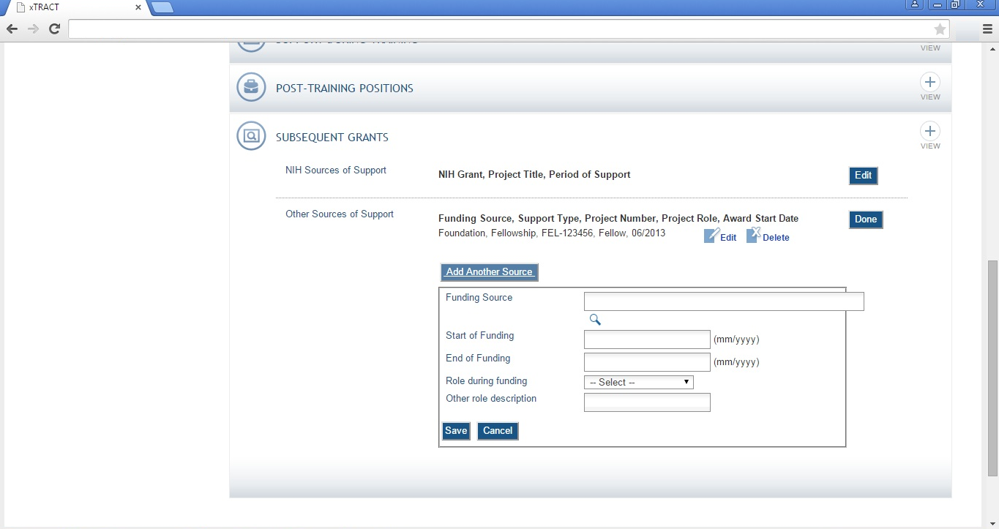 xTRACT
VIEW
POST-TRAINING POSITIONS
VIEW
SUBSEQUENT GRANTS
VIEW
NIH Sources of Support
NIH Grant, Project Title, Period of Support
Edit
Other Sources of Support
Funding Source, Support Type, Project Number, Project Role, Award Start Date
Done
Foundation, Fellowship, FEL-123456, Fellow, 06/2013
Edit
Delete
Add Another Source
Funding Source
Start of Funding
(mm/yyyy)
End of Funding
(mm/yyyy)
Role during funding
-- Select --
Other role description
Save
Cancel